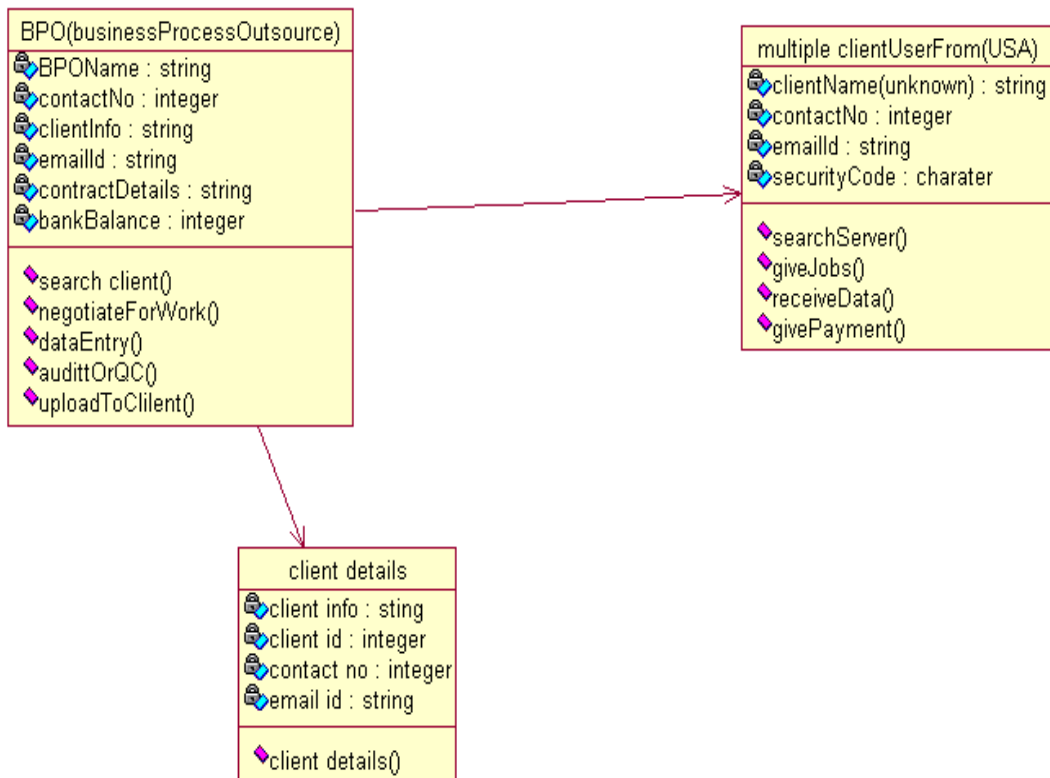 BPO(businessProcessOutsource)
BPOName : string
contactNo : integer
clientInfo : string
emailId : string
contractDetails : string
bankBalance : integer
search client()
negotiateForWork()
dataEntry()
audittOrQC()
uploadToClilent()
multiple clientUserFrom(USA)
clientName(unknown) : string
contactNo : integer
emailId : string
securityCode : charater
searchServer()
giveJobs()
receiveData()
givePayment()
client details
client info : sting
client id : integer
contact no : integer
email id : string
client details()